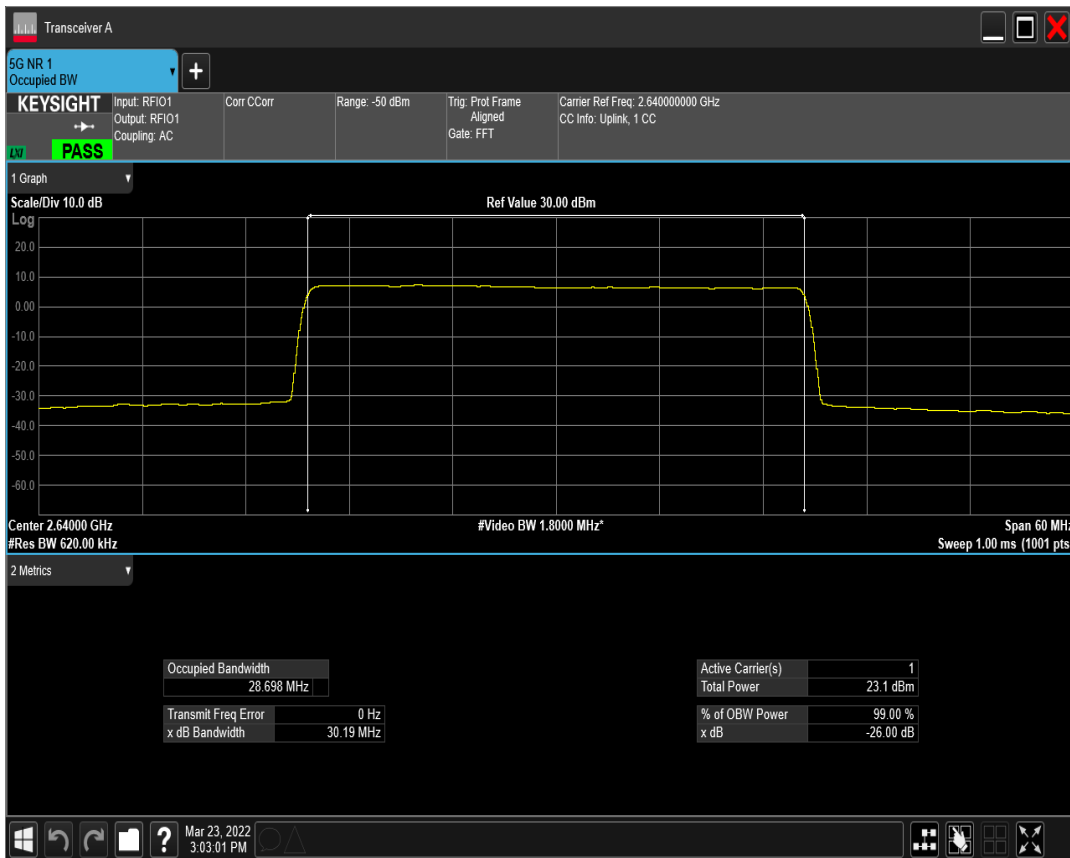 Transceiver A
5G NR 1
Occupied BW
KEYSIGHT
LXI
PASS
Input: RFIO1
Output: RFIO1
Coupling: AC
Corr CCorr
Range: -50 dBm
Trig: Prot Frame
Aligned
Gate: FFT
Carrier Ref Freq: 2.640000000 GHz
CC Info: Uplink, 1 CC
1 Graph
Scale/Div 10.0 dB
Ref Value 30.00 dBm
Log
20.0
10.0
0.00
-10.0
-20.0
-30.0
-40.0
-50.0
-60.0
Center 2.64000 GHz
#Video BW 1.8000 MHz*
Span 60 MHz
#Res BW 620.00 kHz
Sweep 1.00 ms (1001 pts
2 Metrics
Occupied Bandwidth
28.698 MHz
Transmit Freq Error 0 Hz
x dB Bandwidth 30.19 MHz
Active Carrier(s) 1
Total Power 23.1 dBm
% of OBW Power 99.00 %
x dB -26.00 dB
?
Mar 23, 2022
3:03:01 PM